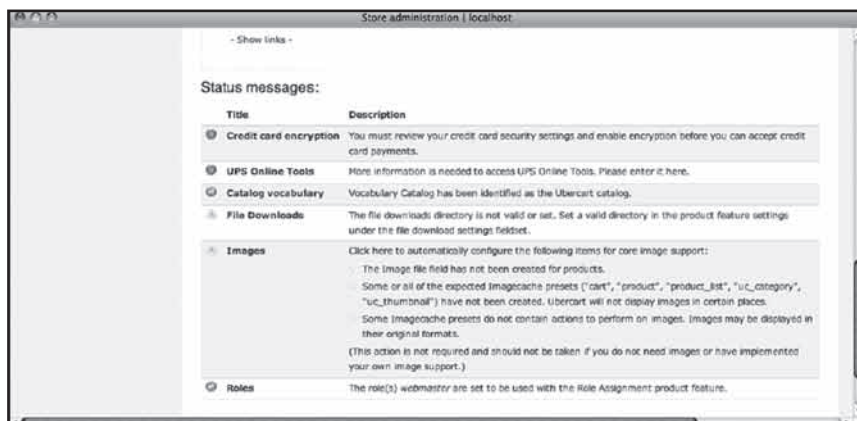 Store administration | localhost
- Show links -
Status messages:
Title Description
Credit card encryption You must review your credit card security settings and enable encryption before you can accept credit
card payments.
UPS Online Tools More information is needed to access UPS Online Tools. Please enter it here.
Catalog vocabulary Vocabulary Catalog has been identified as the Ubercart catalog.
File Downloads The file downloads directory is not valid or set. Set a valid directory in the product feature settings
under the file download settings fieldset.
Images Click here to automatically configure the following items for core image support:
The Image file field has not been created for products.
Some or all of the expected Imagecache presets ("cart", "product", "product_list", "uc_category",
"uc_thumbnail") have not been created. Ubercart will not display images in certain places.
Some Imagecache presets do not contain actions to perform on images. Images may be displayed in
their original formats.
(This action is not required and should not be taken if you do not need images or have implemented
your own image support.)
Roles The role(s) webmaster are set to be used with the Role Assignment product feature.